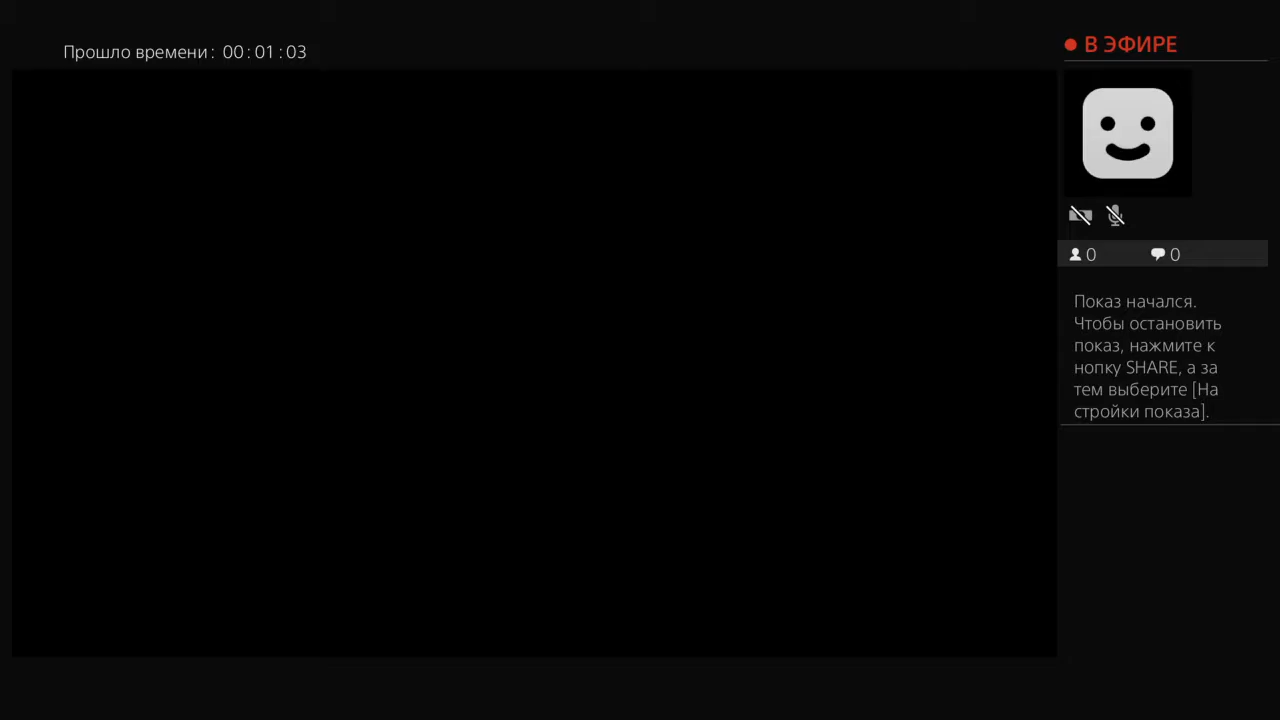 Прошло времени: 00:01:03
В ЭФИРЕ
0 0
Показ начался.
Чтобы остановить
показ, нажмите к
нопку SHARE, а за
тем выберите [На
стройки показа].